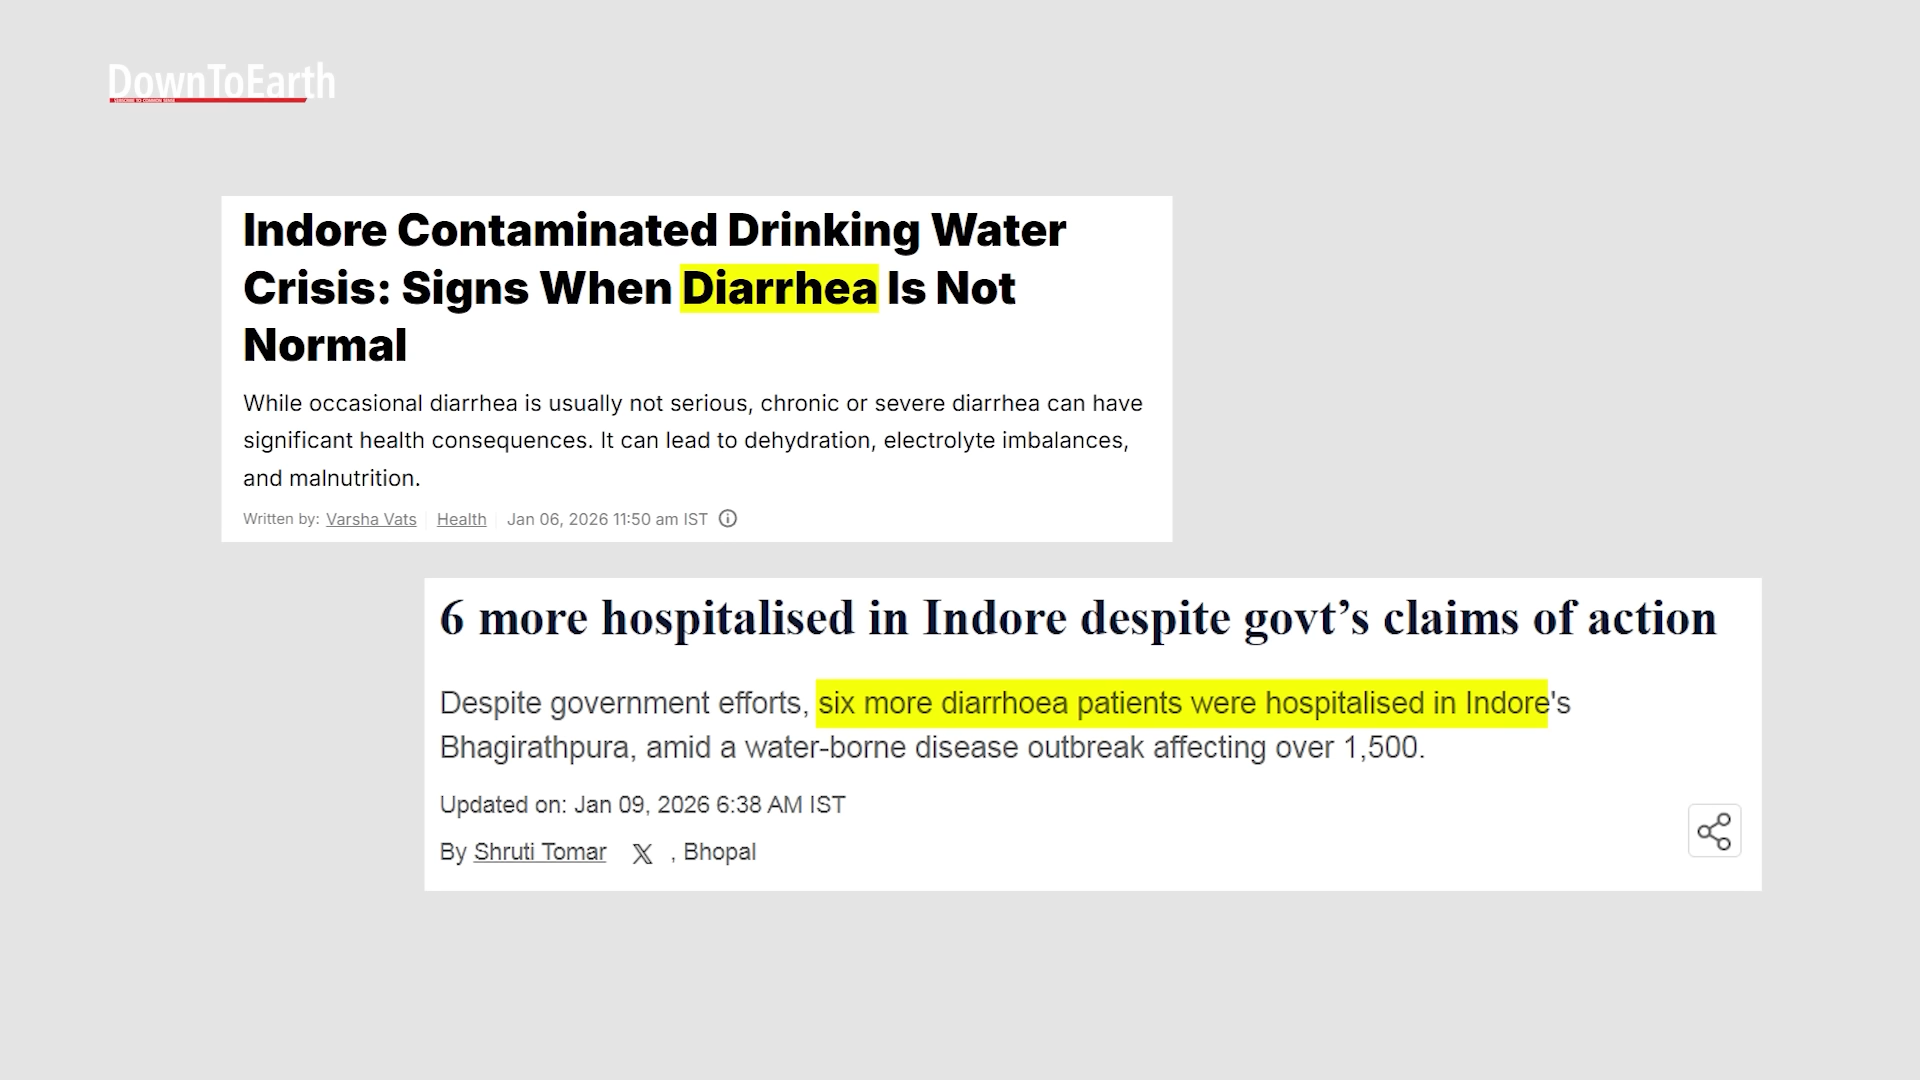 DownToEarth
SUBSCRIBE TO COMMON SENSE
Indore Contaminated Drinking Water
Crisis: Signs When Diarrhea Is Not
Normal
While occasional diarrhea is usually not serious, chronic or severe diarrhea can have
significant health consequences. It can lead to dehydration, electrolyte imbalances,
and malnutrition.
Written by: Varsha Vats Health Jan 06, 2026 11:50 am IST
6 more hospitalised in Indore despite govt’s claims of action
Despite government efforts, six more diarrhoea patients were hospitalised in Indore's
Bhagirathpura, amid a water-borne disease outbreak affecting over 1,500.
Updated on: Jan 09, 2026 6:38 AM IST
By Shruti Tomar X , Bhopal